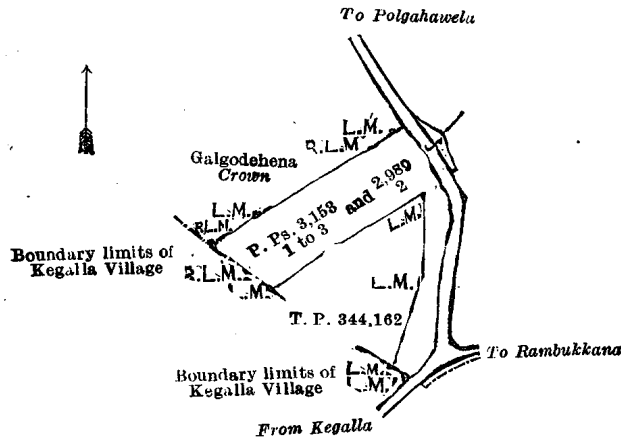 To Polgahawela
L.M.
R.L.M
Galgodehena
Crown
L.M.
R.L.M.
P. Ps. 3,153 and 2,989
1 to 3 2
L.M.
Boundary limits of
Kegalla Village
R.L.M.
L.M.
L.M.
T. P. 344,162
To Rambukkana
Boundary limits of
Kegalla Village
L.M.
L.M.
From Kegalla